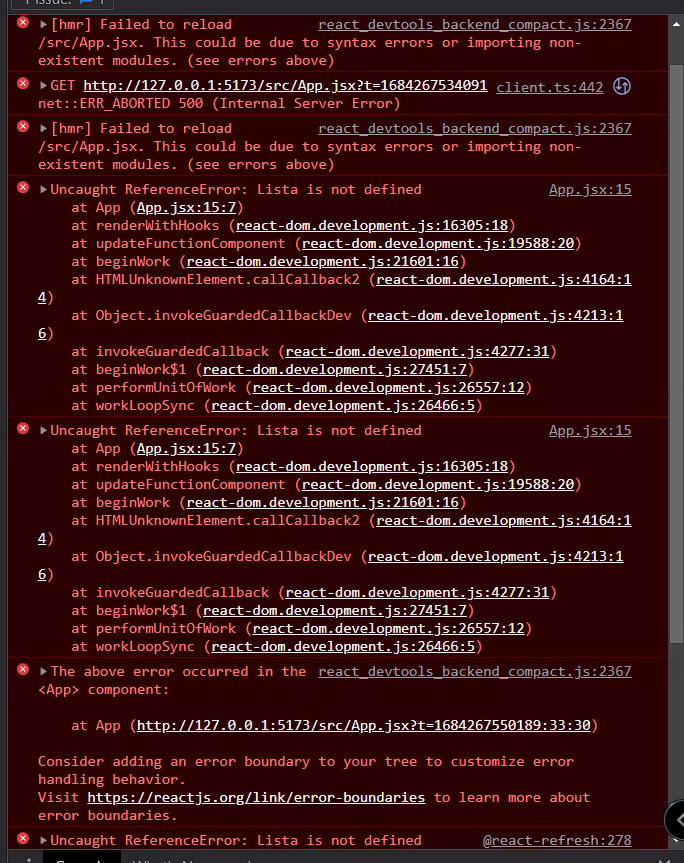 1 Issue: 1
[hmr] Failed to reload react_devtools_backend_compact.js:2367
/src/App.jsx. This could be due to syntax errors or importing non-
existent modules. (see errors above)
GET http://127.0.0.1:5173/src/App.jsx?t=1684267534091 client.ts:442
net::ERR_ABORTED 500 (Internal Server Error)
[hmr] Failed to reload react_devtools_backend_compact.js:2367
/src/App.jsx. This could be due to syntax errors or importing non-
existent modules. (see errors above)
Uncaught ReferenceError: Lista is not defined App.jsx:15
at App (App.jsx:15:7)
at renderWithHooks (react-dom.development.js:16305:18)
at updateFunctionComponent (react-dom.development.js:19588:20)
at beginWork (react-dom.development.js:21601:16)
at HTMLUnknownElement.callCallback2 (react-dom.development.js:4164:1
4)
at Object.invokeGuardedCallbackDev (react-dom.development.js:4213:1
6)
at invokeGuardedCallback (react-dom.development.js:4277:31)
at beginWork$1 (react-dom.development.js:27451:7)
at performUnitOfWork (react-dom.development.js:26557:12)
at workLoopSync (react-dom.development.js:26466:5)
Uncaught ReferenceError: Lista is not defined App.jsx:15
at App (App.jsx:15:7)
at renderWithHooks (react-dom.development.js:16305:18)
at updateFunctionComponent (react-dom.development.js:19588:20)
at beginWork (react-dom.development.js:21601:16)
at HTMLUnknownElement.callCallback2 (react-dom.development.js:4164:1
4)
at Object.invokeGuardedCallbackDev (react-dom.development.js:4213:1
6)
at invokeGuardedCallback (react-dom.development.js:4277:31)
at beginWork$1 (react-dom.development.js:27451:7)
at performUnitOfWork (react-dom.development.js:26557:12)
at workLoopSync (react-dom.development.js:26466:5)
The above error occurred in the react_devtools_backend_compact.js:2367
<App> component:
at App (http://127.0.0.1:5173/src/App.jsx?t=1684267550189:33:30)
Consider adding an error boundary to your tree to customize error
handling behavior.
Visit https://reactjs.org/link/error-boundaries to learn more about
error boundaries.
Uncaught ReferenceError: Lista is not defined @react-refresh:278